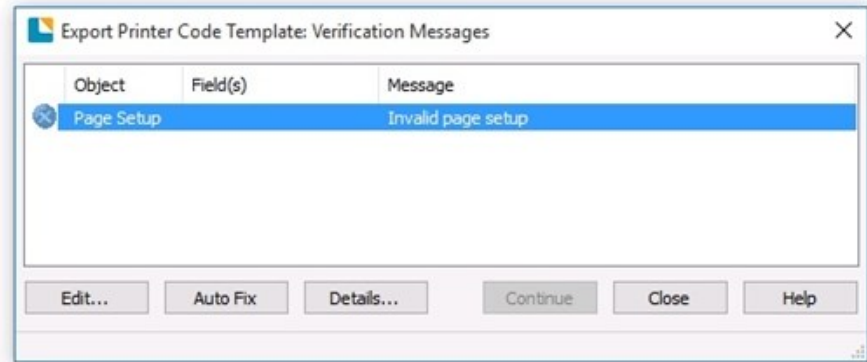 Export Printer Code Template: Verification Messages
Object Field(s) Message
Page Setup Invalid page setup
Edit... Auto Fix Details... Continue Close Help